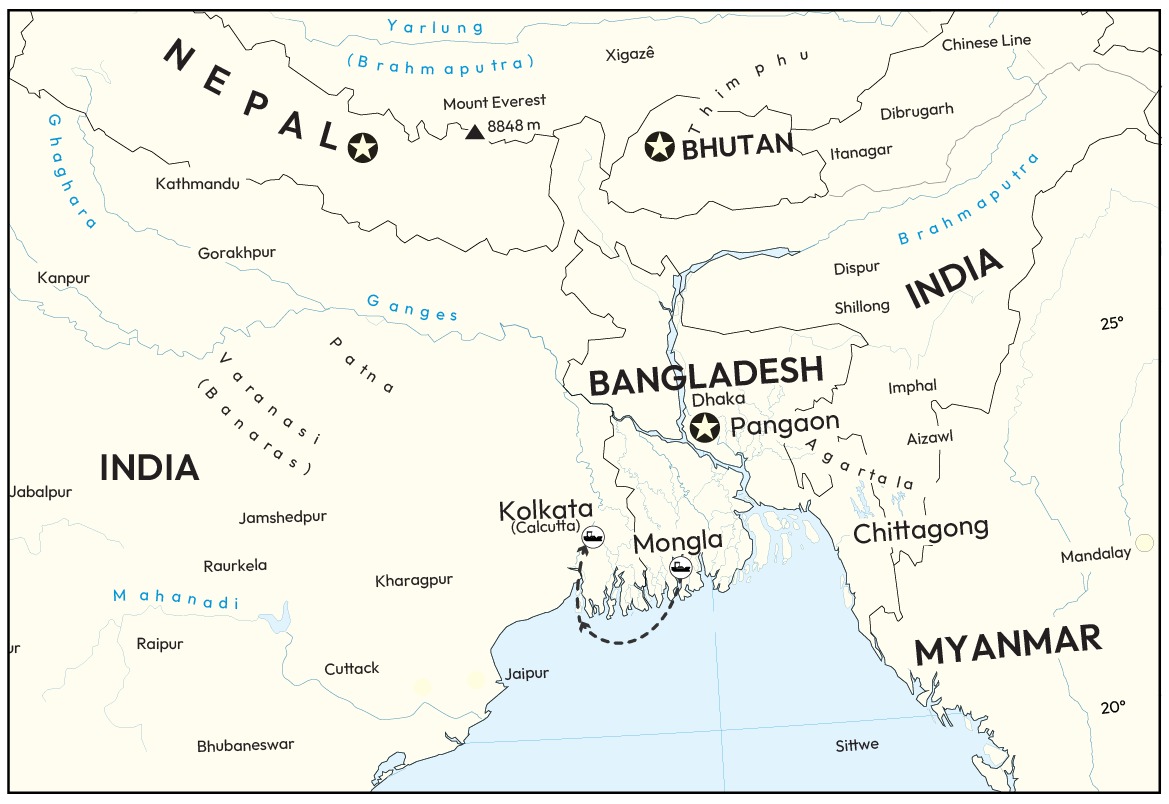 Yarlung
(Brahmaputra)
Xigazê
Chinese Line
NEPAL
Thimphu
Mount Everest
8848 m
Dibrugarh
BHUTAN
Itanagar
Ghaghara
Kathmandu
Brahmaputra
Gorakhpur
Kanpur
Dispur
INDIA
Shillong
Ganges
25°
Patna
Varanasi
(Banaras)
BANGLADESH
Dhaka
Imphal
Pangaon
Aizawl
Agartala
INDIA
Jabalpur
Kolkata
(Calcutta)
Jamshedpur
Mongla
Chittagong
Mandalay
Raurkela
Kharagpur
Mahanadi
ur
Raipur
MYANMAR
Cuttack
Jaipur
20°
Bhubaneswar
Sittwe